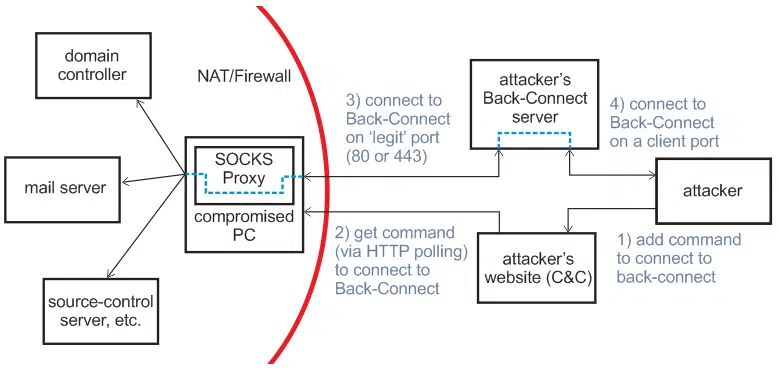 domain
controller
NAT/Firewall
mail server
source-control
server, etc.
SOCKS
Proxy
compromised
PC
3) connect to
Back-Connect
on ‘legit’ port
(80 or 443)
2) get command
(via HTTP polling)
to connect to
Back-Connect
attacker's
Back-Connect
server
attacker's
website (C&C)
4) connect to
Back-Connect
on a client port
attacker
1) add command
to connect to
back-connect